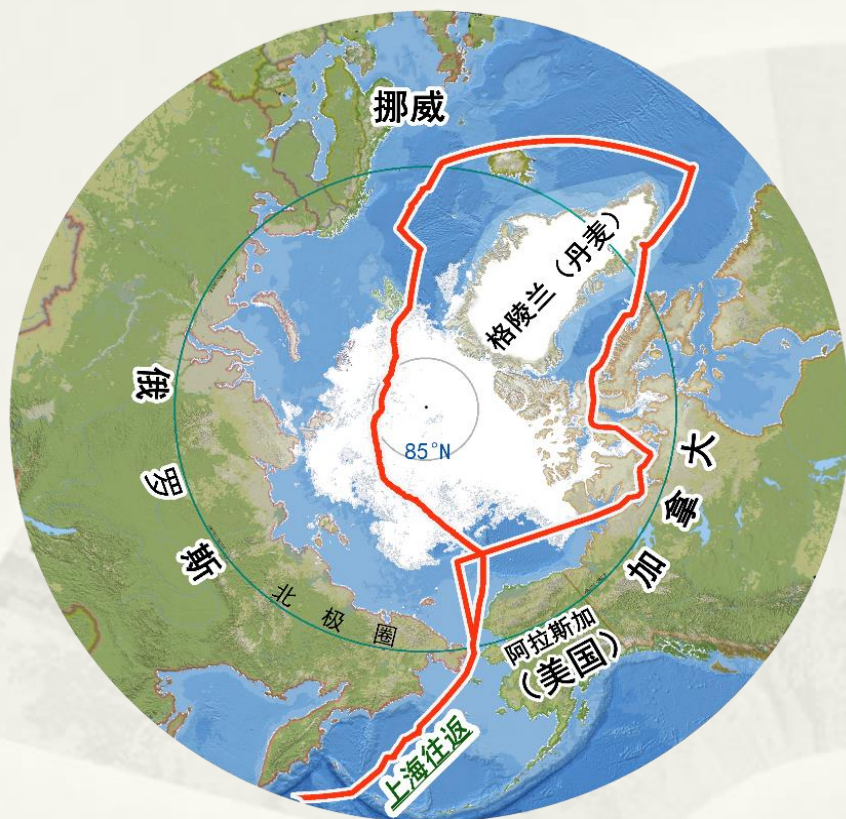 挪威
格陵兰（丹麦）
俄罗斯
85°N
加拿大
北极圈
阿拉斯加
（美国）
上海往返